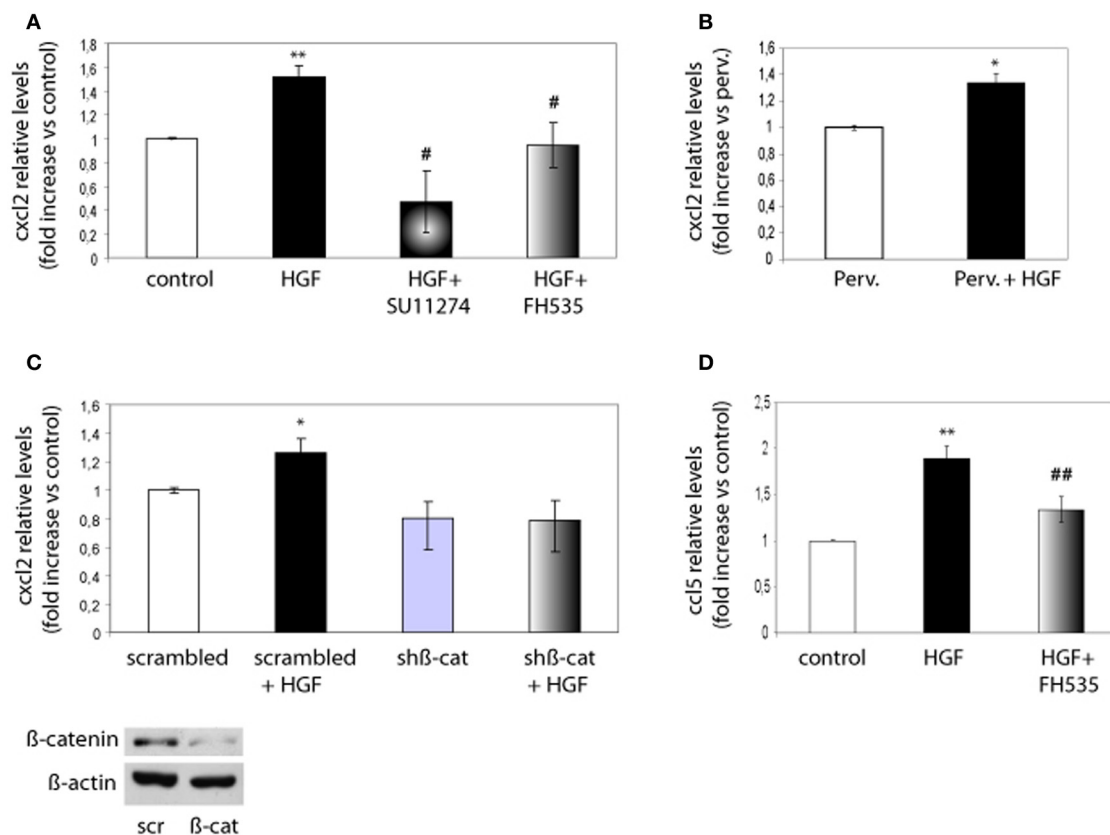 A
cxcl2 relative levels
(fold increase vs control)
1,8
1,6
1,4
1,2
1
0,8
0,6
0,4
0,2
0
**
#
#
control
HGF
HGF+
SU11274
HGF+
FH535
B
cxcl2 relative levels
(fold increase vs perv.)
1,6
1,4
1,2
1
0,8
0,6
0,4
0,2
0
*
Perv.
Perv. + HGF
C
cxcl2 relative levels
(fold increase vs control)
1,6
1,4
1,2
1
0,8
0,6
0,4
0,2
0
*
scrambled
scrambled
+ HGF
shß-cat
shß-cat
+ HGF
ß-catenin
ß-actin
scr ß-cat
D
ccl5 relative levels
(fold increase vs control)
2,5
2
1,5
1
0,5
0
**
##
control
HGF
HGF+
FH535